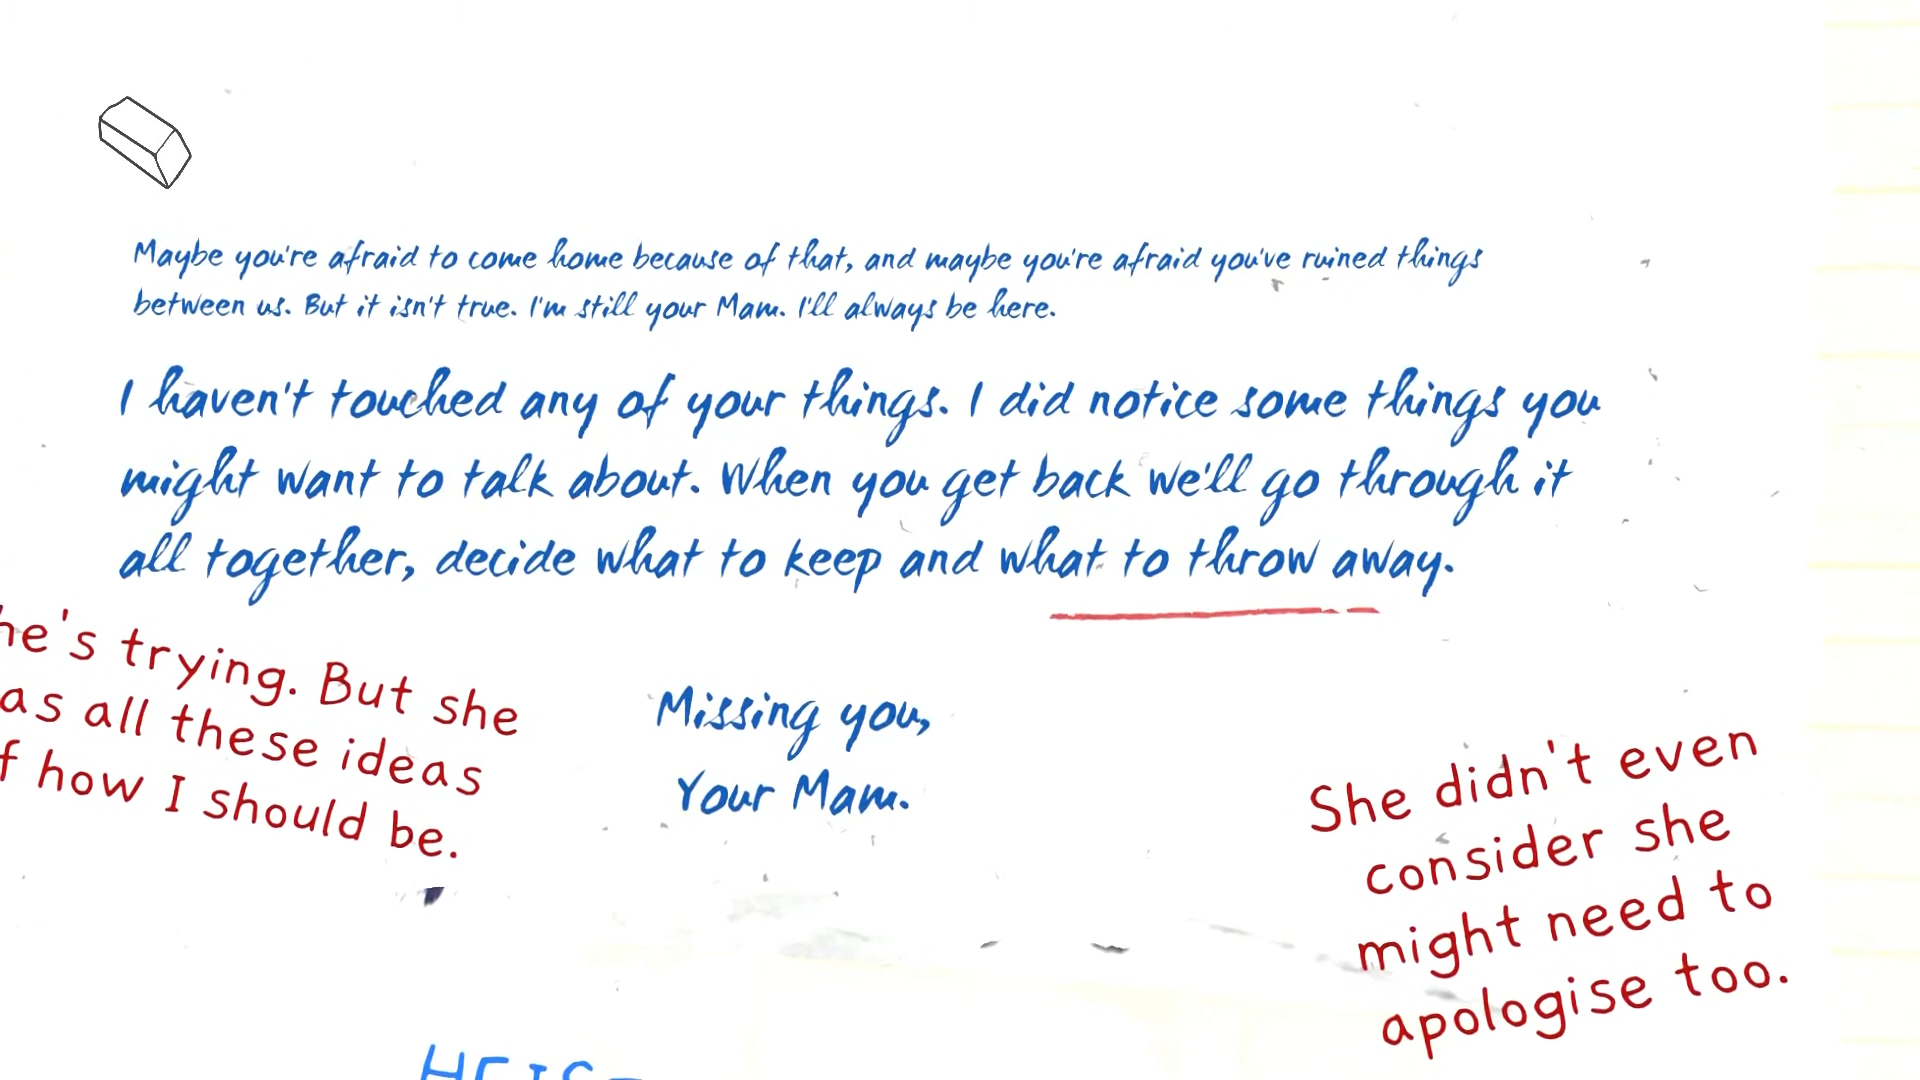 Maybe you're afraid to come home because of that, and maybe you're afraid you've ruined things
between us. But it isn't true. I'm still your Mam. I'll always be here.
I haven't touched any of your things. I did notice some things you
might want to talk about. When you get back we'll go through it
all together, decide what to keep and what to throw away.
he's trying. But she
as all these ideas
f how I should be.
Missing you,
Your Mam.
She didn't even
consider she
might need to
apologise too.